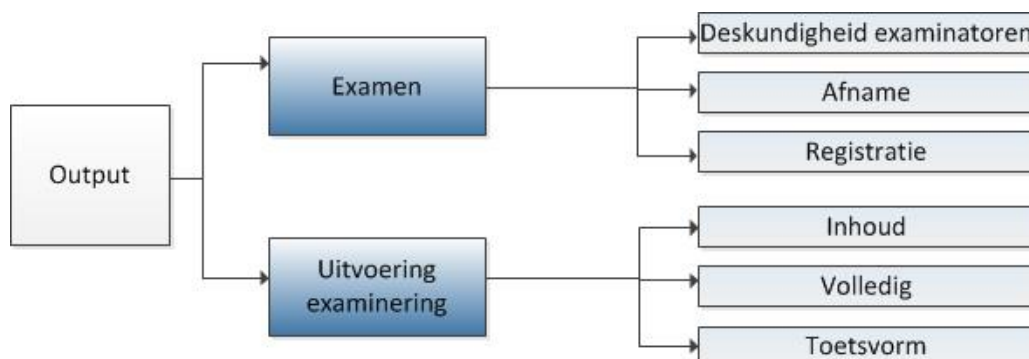 Output
Examen
Deskundigheid examinatoren
Afname
Registratie
Uitvoering
examinering
Inhoud
Volledig
Toetsvorm